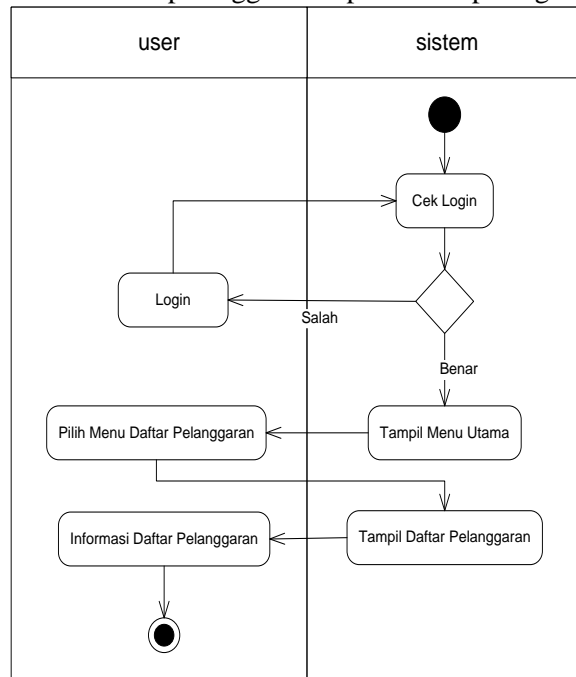 user sistem
Cek Login
Login
Salah
Benar
Pilih Menu Daftar Pelanggaran Tampil Menu Utama
Informasi Daftar Pelanggaran Tampil Daftar Pelanggaran